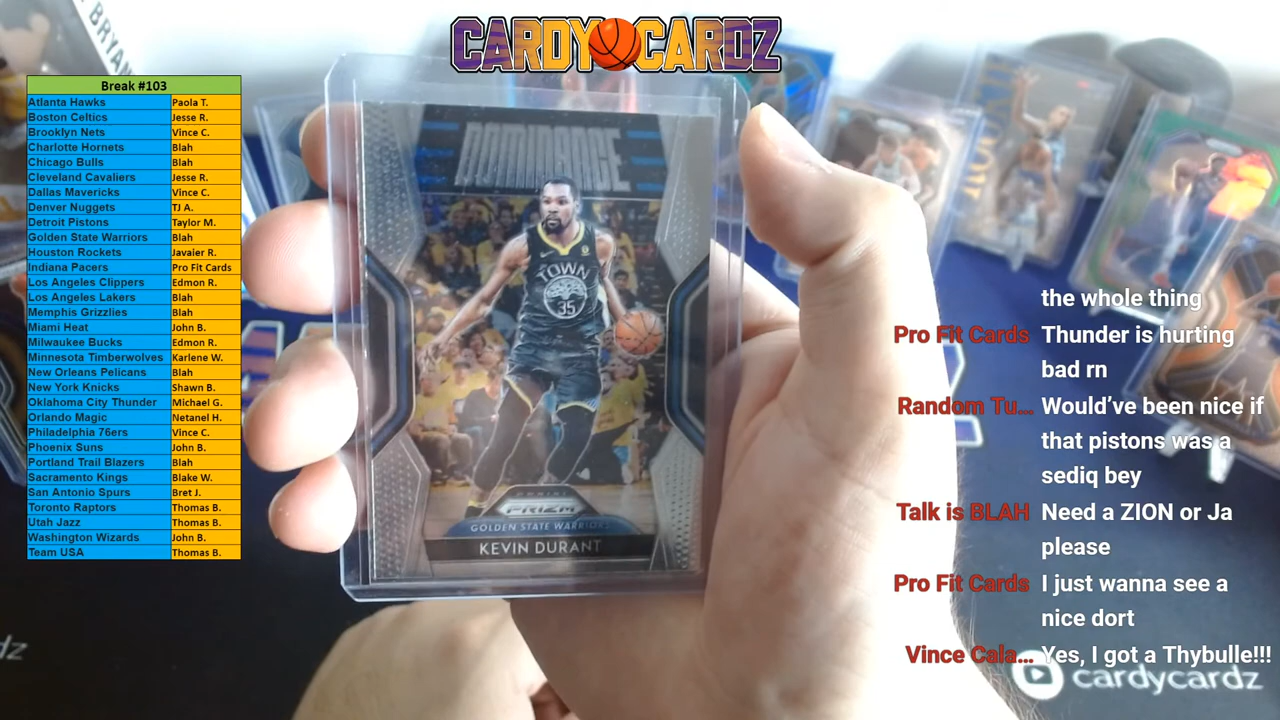 BRYAN
CARDY CARDZ
Break #103
Atlanta Hawks Paola T.
Boston Celtics Jesse R.
Brooklyn Nets Vince C.
Charlotte Hornets Blah
Chicago Bulls Blah
Cleveland Cavaliers Jesse R.
Dallas Mavericks Vince C.
Denver Nuggets TJ A.
Detroit Pistons Taylor M.
Golden State Warriors Blah
Houston Rockets Javaier R.
Indiana Pacers Pro Fit Cards
Los Angeles Clippers Edmon R.
Los Angeles Lakers Blah
Memphis Grizzlies Blah
Miami Heat John B.
Milwaukee Bucks Edmon R.
Minnesota Timberwolves Karlene W.
New Orleans Pelicans Blah
New York Knicks Shawn B.
Oklahoma City Thunder Michael G.
Orlando Magic Netanel H.
Philadelphia 76ers Vince C.
Phoenix Suns John B.
Portland Trail Blazers Blah
Sacramento Kings Blake W.
San Antonio Spurs Bret J.
Toronto Raptors Thomas B.
Utah Jazz Thomas B.
Washington Wizards John B.
Team USA Thomas B.
THE TOWN
35
PANINI
PRIZM
GOLDEN STATE WARRIORS
KEVIN DURANT
the whole thing
Pro Fit Cards Thunder is hurting
bad rn
Random Tu... Would've been nice if
that pistons was a
sediq bey
Talk is BLAH Need a ZION or Ja
please
Pro Fit Cards I just wanna see a
nice dort
Vince Cala... Yes, I got a Thybulle!!!
cardycardz
dz